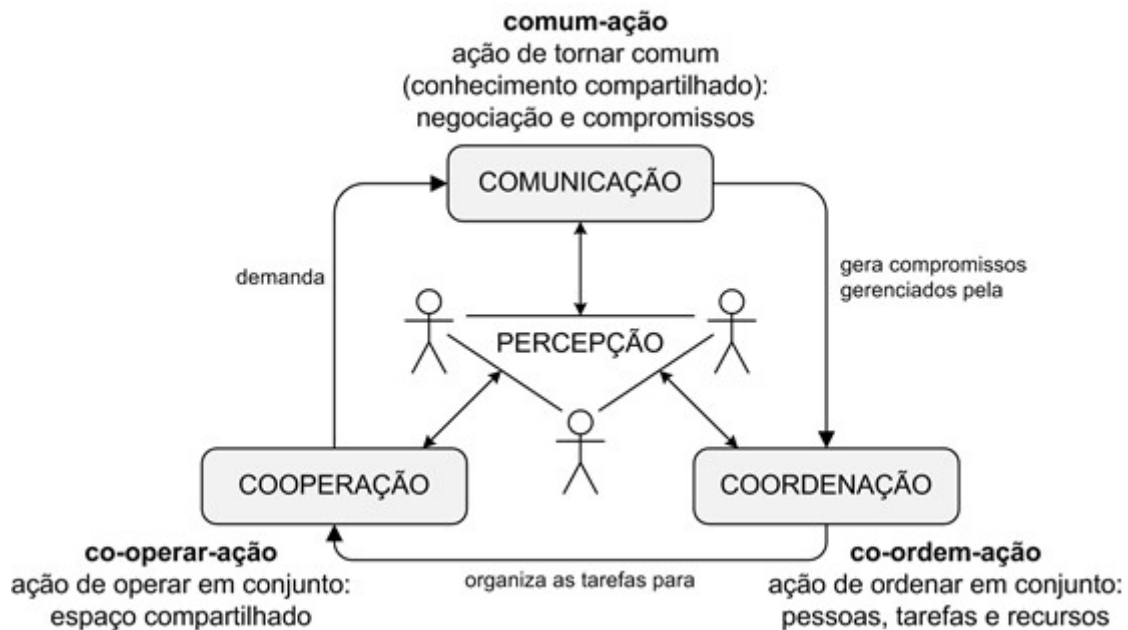 comum-ação
ação de tornar comum
(conhecimento compartilhado):
negociação e compromissos
COMUNICAÇÃO
demanda
gera compromissos
gerenciados pela
PERCEPÇÃO
COOPERAÇÃO
COORDENAÇÃO
co-operar-ação
ação de operar em conjunto:
espaço compartilhado
organiza as tarefas para
co-ordem-ação
ação de ordenar em conjunto:
pessoas, tarefas e recursos